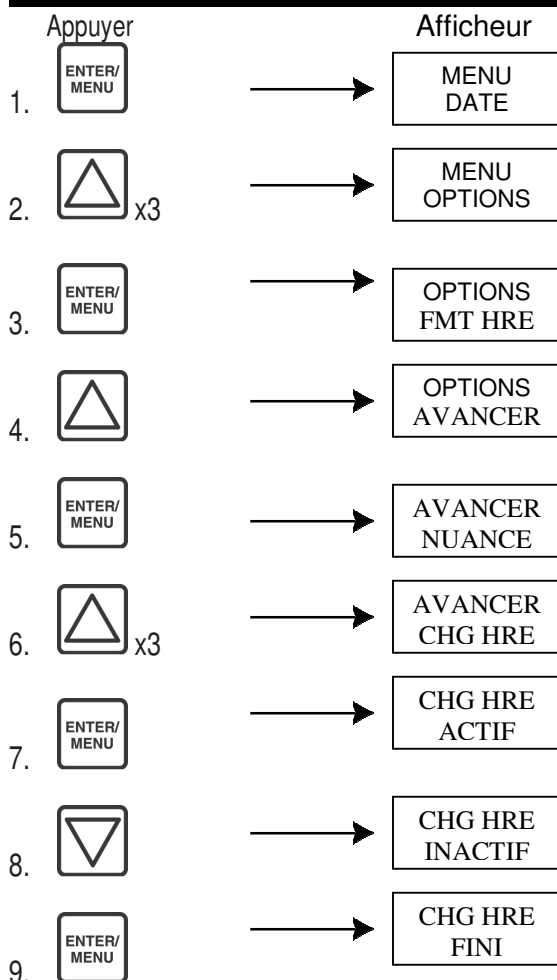 Appuyer
Afficheur
1.
ENTER/
MENU
MENU
DATE
2.
x3
MENU
OPTIONS
3.
ENTER/
MENU
OPTIONS
FMT HRE
4.
OPTIONS
AVANCER
5.
ENTER/
MENU
AVANCER
NUANCE
6.
x3
AVANCER
CHG HRE
7.
ENTER/
MENU
CHG HRE
ACTIF
8.
CHG HRE
INACTIF
9.
ENTER/
MENU
CHG HRE
FINI